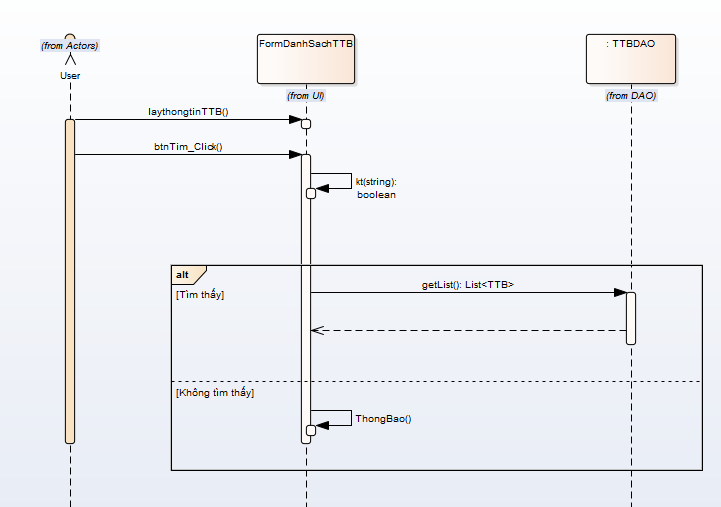 FormDanhSachTTB
: TTBDAO
(from Actors)
User
(from UI)
(from DAO)
laythongtinTTB()
btnTim_Click()
kt(string):
boolean
alt
[Tìm thấy]
getList(): List<TTB>
[Không tìm thấy]
ThongBao()